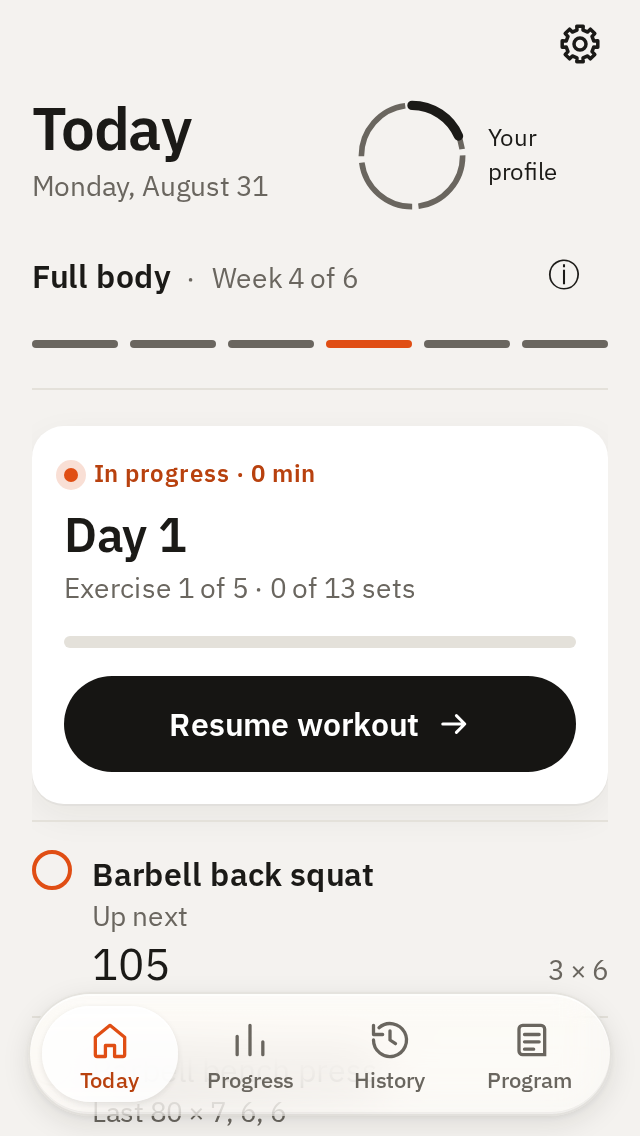 Today
Monday, August 31
Your
profile
Full body · Week 4 of 6
In progress · 0 min
Day 1
Exercise 1 of 5 · 0 of 13 sets
Resume workout →
Barbell back squat
Up next
105
3 × 6
bench press
Today
Progress
History
Program
Last 80 × 7, 6, 6